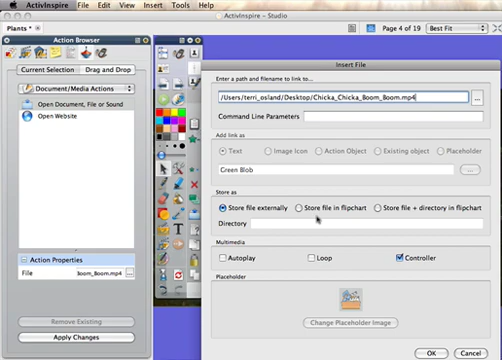 ActivInspire File Edit View Insert Tools Help
ActivInspire - Studio
Plants* Page 4 of 19 Best Fit
Action Browser
Current Selection Drag and Drop
Document/Media Actions
Open Document, File or Sound
Open Website
Action Properties
File Boom_Boom.mp4 ...
Remove Existing
Apply Changes
Insert File
Enter a path and filename to link to...
/Users/terri_osland/Desktop/Chicka_Chicka_Boom_Boom.mp4 ...
Command Line Parameters
Add link as
Text Image Icon Action Object Existing object Placeholder
Green Blob ...
Store as
Store file externally Store file in flipchart Store file + directory in flipchart
Directory
Multimedia
Autoplay Loop Controller
Placeholder
Change Placeholder Image
OK Cancel